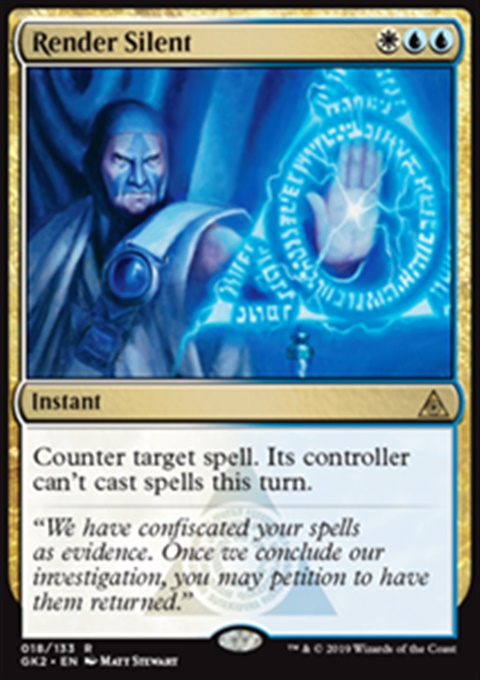 Render Silent
Instant
Counter target spell. Its controller
can't cast spells this turn.
"We have confiscated your spells
as evidence. Once we conclude our
investigation, you may petition to have
them returned."
018/133 R
GK2 • EN Matt Stewart
™ & © 2019 Wizards of the Coast